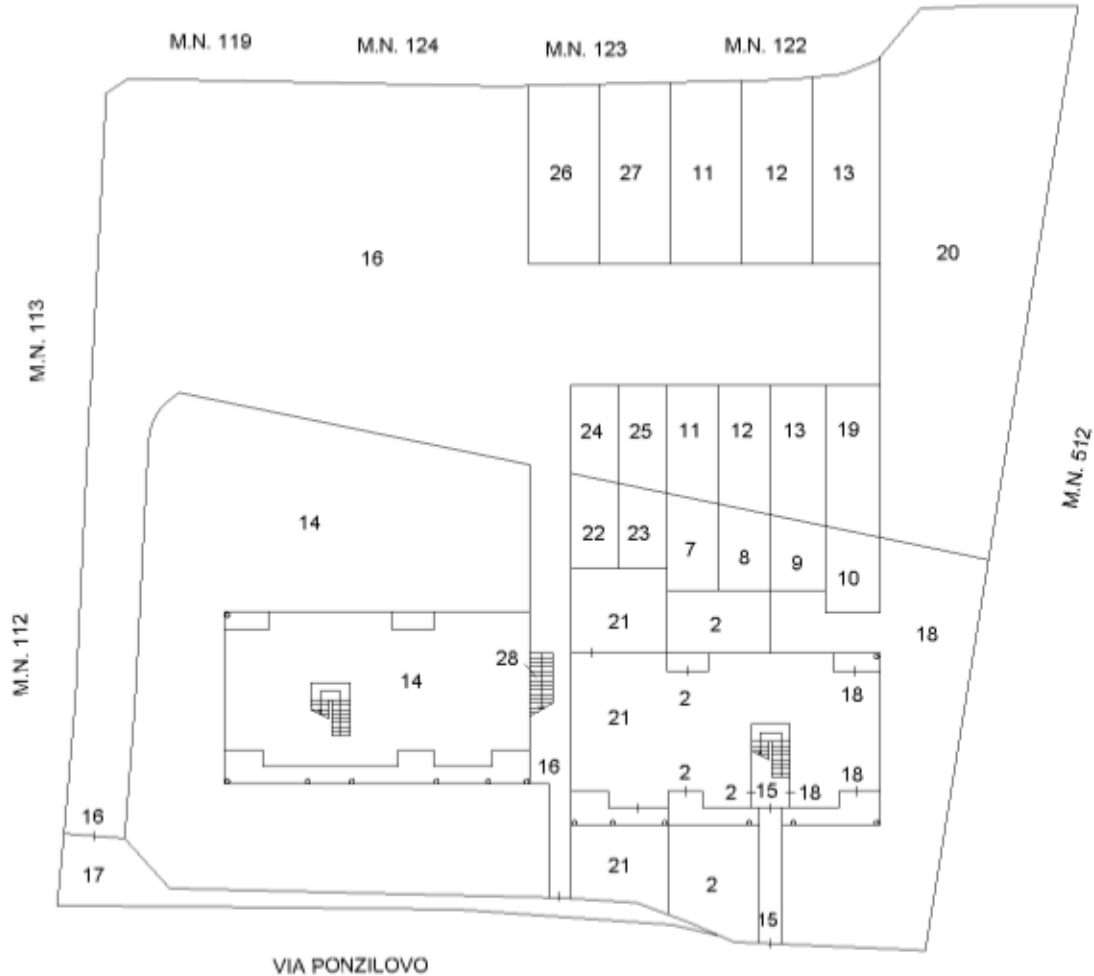 M.N. 119 M.N. 124 M.N. 123 M.N. 122
26 27 11 12 13
20
16
M.N. 113
24 25 11 12 13 19
M.N. 512
14
22 23 7 8 9 10
21 2 18
M.N. 112
28
14
21 2 18
16
2 2 15 18 18
16
17
21 2
15
VIA PONZILOVO